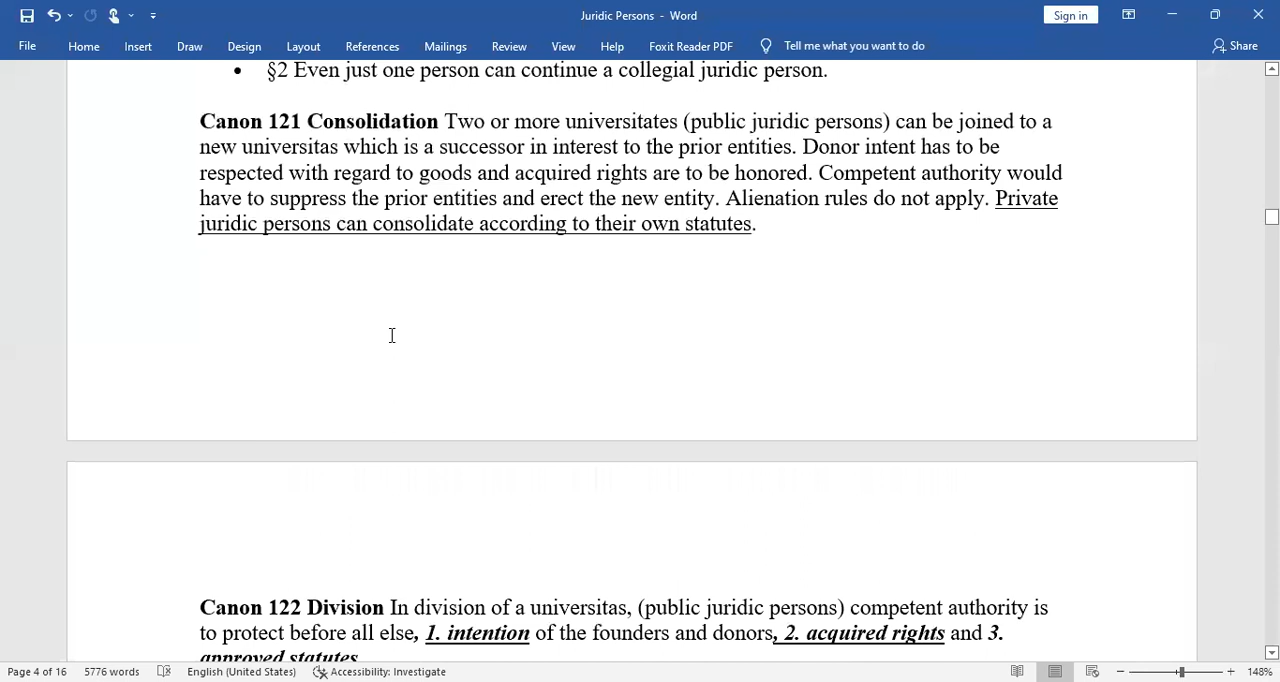 Juridic Persons - Word
Sign in
File Home Insert Draw Design Layout References Mailings Review View Help Foxit Reader PDF Tell me what you want to do Share
• §2 Even just one person can continue a collegial juridic person.
Canon 121 Consolidation Two or more universitates (public juridic persons) can be joined to a
new universitas which is a successor in interest to the prior entities. Donor intent has to be
respected with regard to goods and acquired rights are to be honored. Competent authority would
have to suppress the prior entities and erect the new entity. Alienation rules do not apply. Private
juridic persons can consolidate according to their own statutes.
Canon 122 Division In division of a universitas, (public juridic persons) competent authority is
to protect before all else, 1. intention of the founders and donors, 2. acquired rights and 3.
approved statutes
Page 4 of 16 5776 words English (United States) Accessibility: Investigate 148%